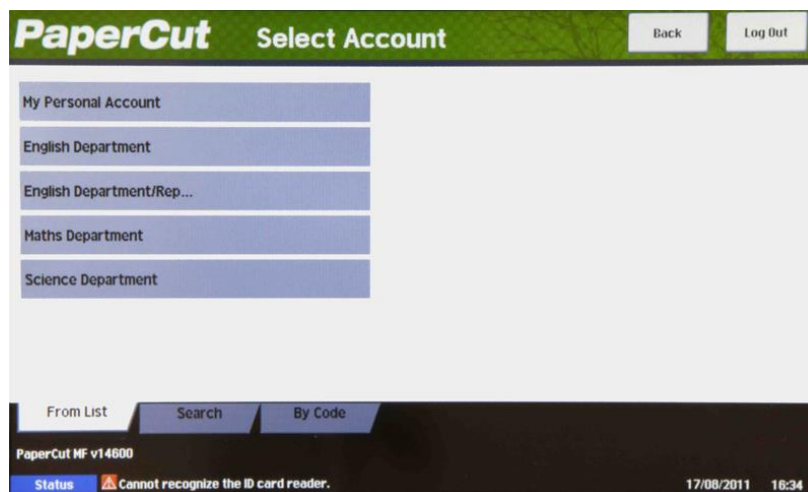 PaperCut Select Account Back Log Out
My Personal Account
English Department
English Department/Rep...
Maths Department
Science Department
From List Search By Code
PaperCut MF v14600
Status Cannot recognize the ID card reader. 17/08/2011 16:34